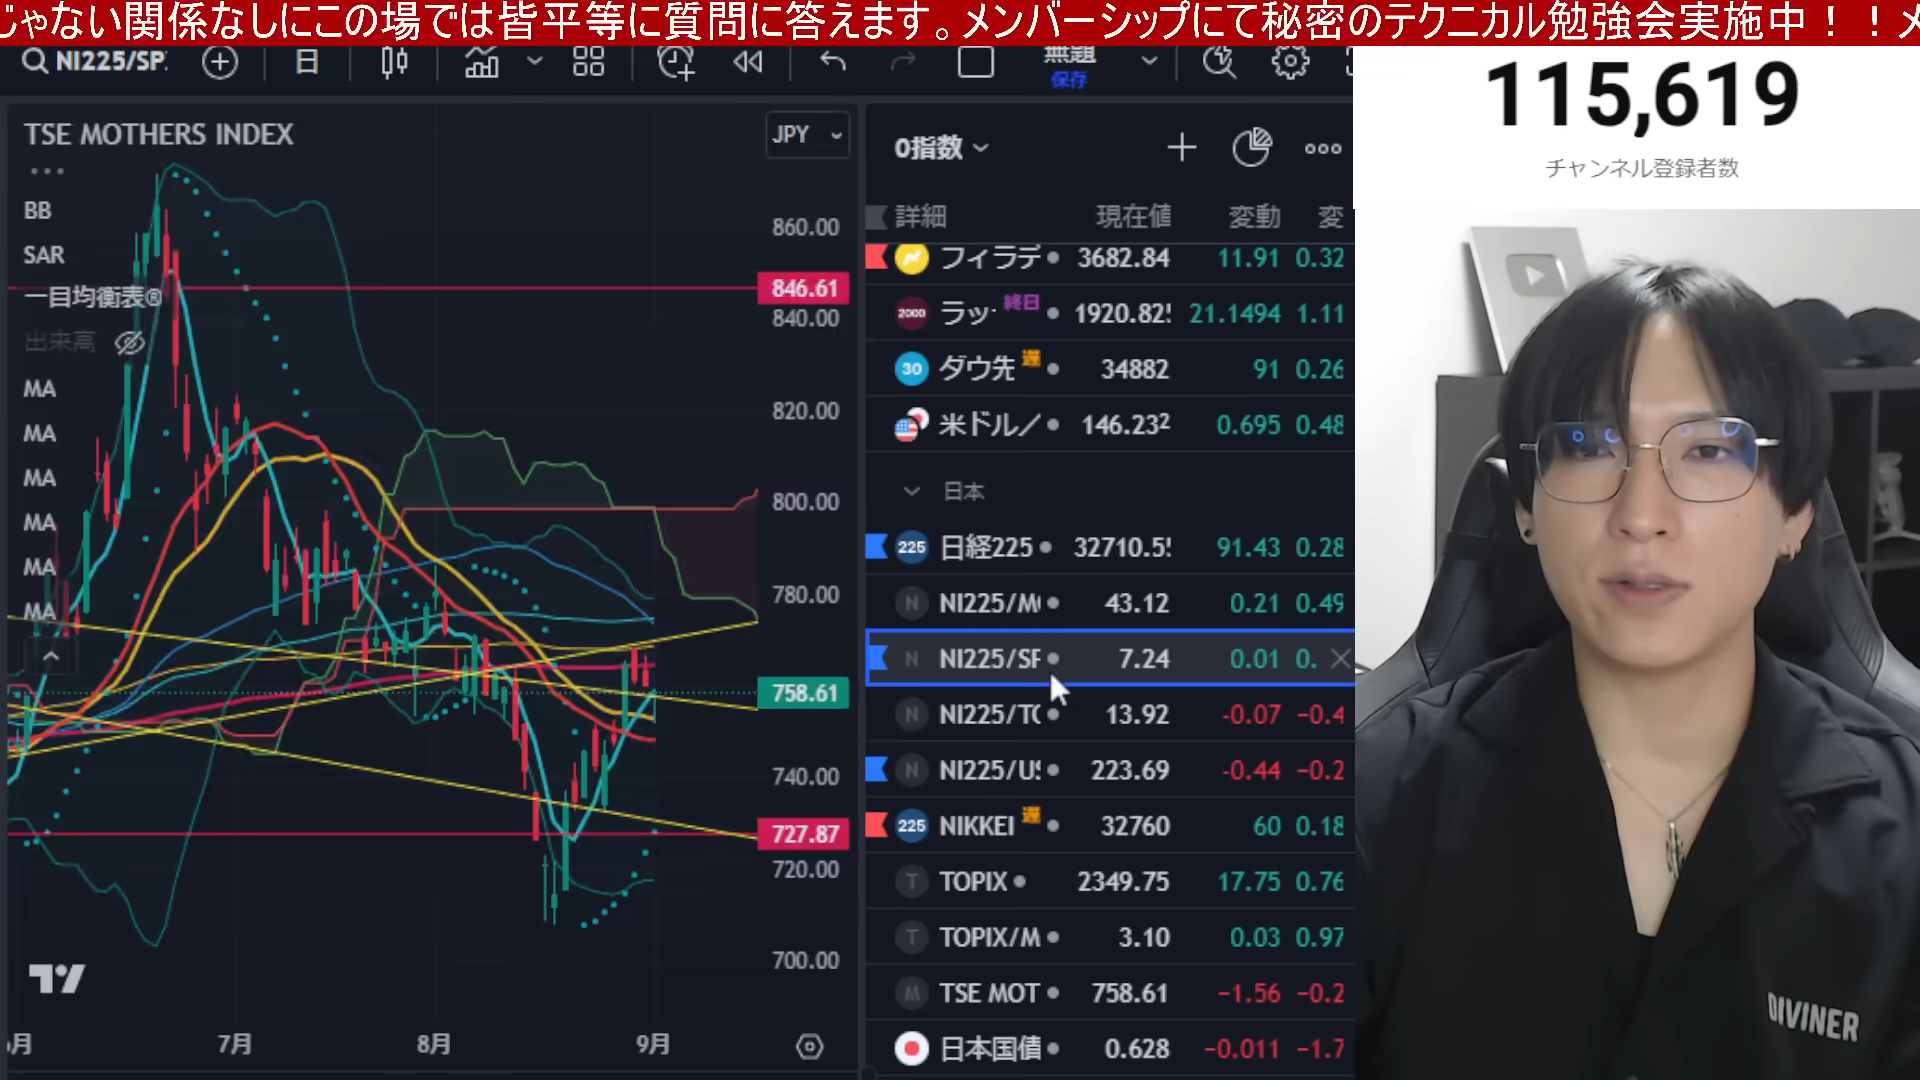 じゃない関係なしにこの場では皆平等に質問に答えます。メンバーシップにて秘密のテクニカル勉強会実施中！！メ
NI225/SP
日
無題
保存
115,619
チャンネル登録者数
TSE MOTHERS INDEX
JPY
BB
SAR
一目均衡表
出来高
MA
MA
MA
MA
MA
MA
860.00
846.61
840.00
820.00
800.00
780.00
758.61
740.00
727.87
720.00
700.00
月
7月
8月
9月
0指数
詳細 現在値 変動 変
フィラデ 3682.84 11.91 0.32
2000 ラッ 終日 1920.82 21.1494 1.11
30 ダウ先 遅 34882 91 0.26
米ドル／ 146.232 0.695 0.48
日本
225 日経225 32710.5 91.43 0.28
N NI225/M 43.12 0.21 0.49
N NI225/SP 7.24 0.01 0.
N NI225/TO 13.92 -0.07 -0.4
N NI225/US 223.69 -0.44 -0.2
225 NIKKEI 遅 32760 60 0.18
T TOPIX 2349.75 17.75 0.76
T TOPIX/M 3.10 0.03 0.97
M TSE MOT 758.61 -1.56 -0.2
日本国債 0.628 -0.011 -1.7
DIVINER